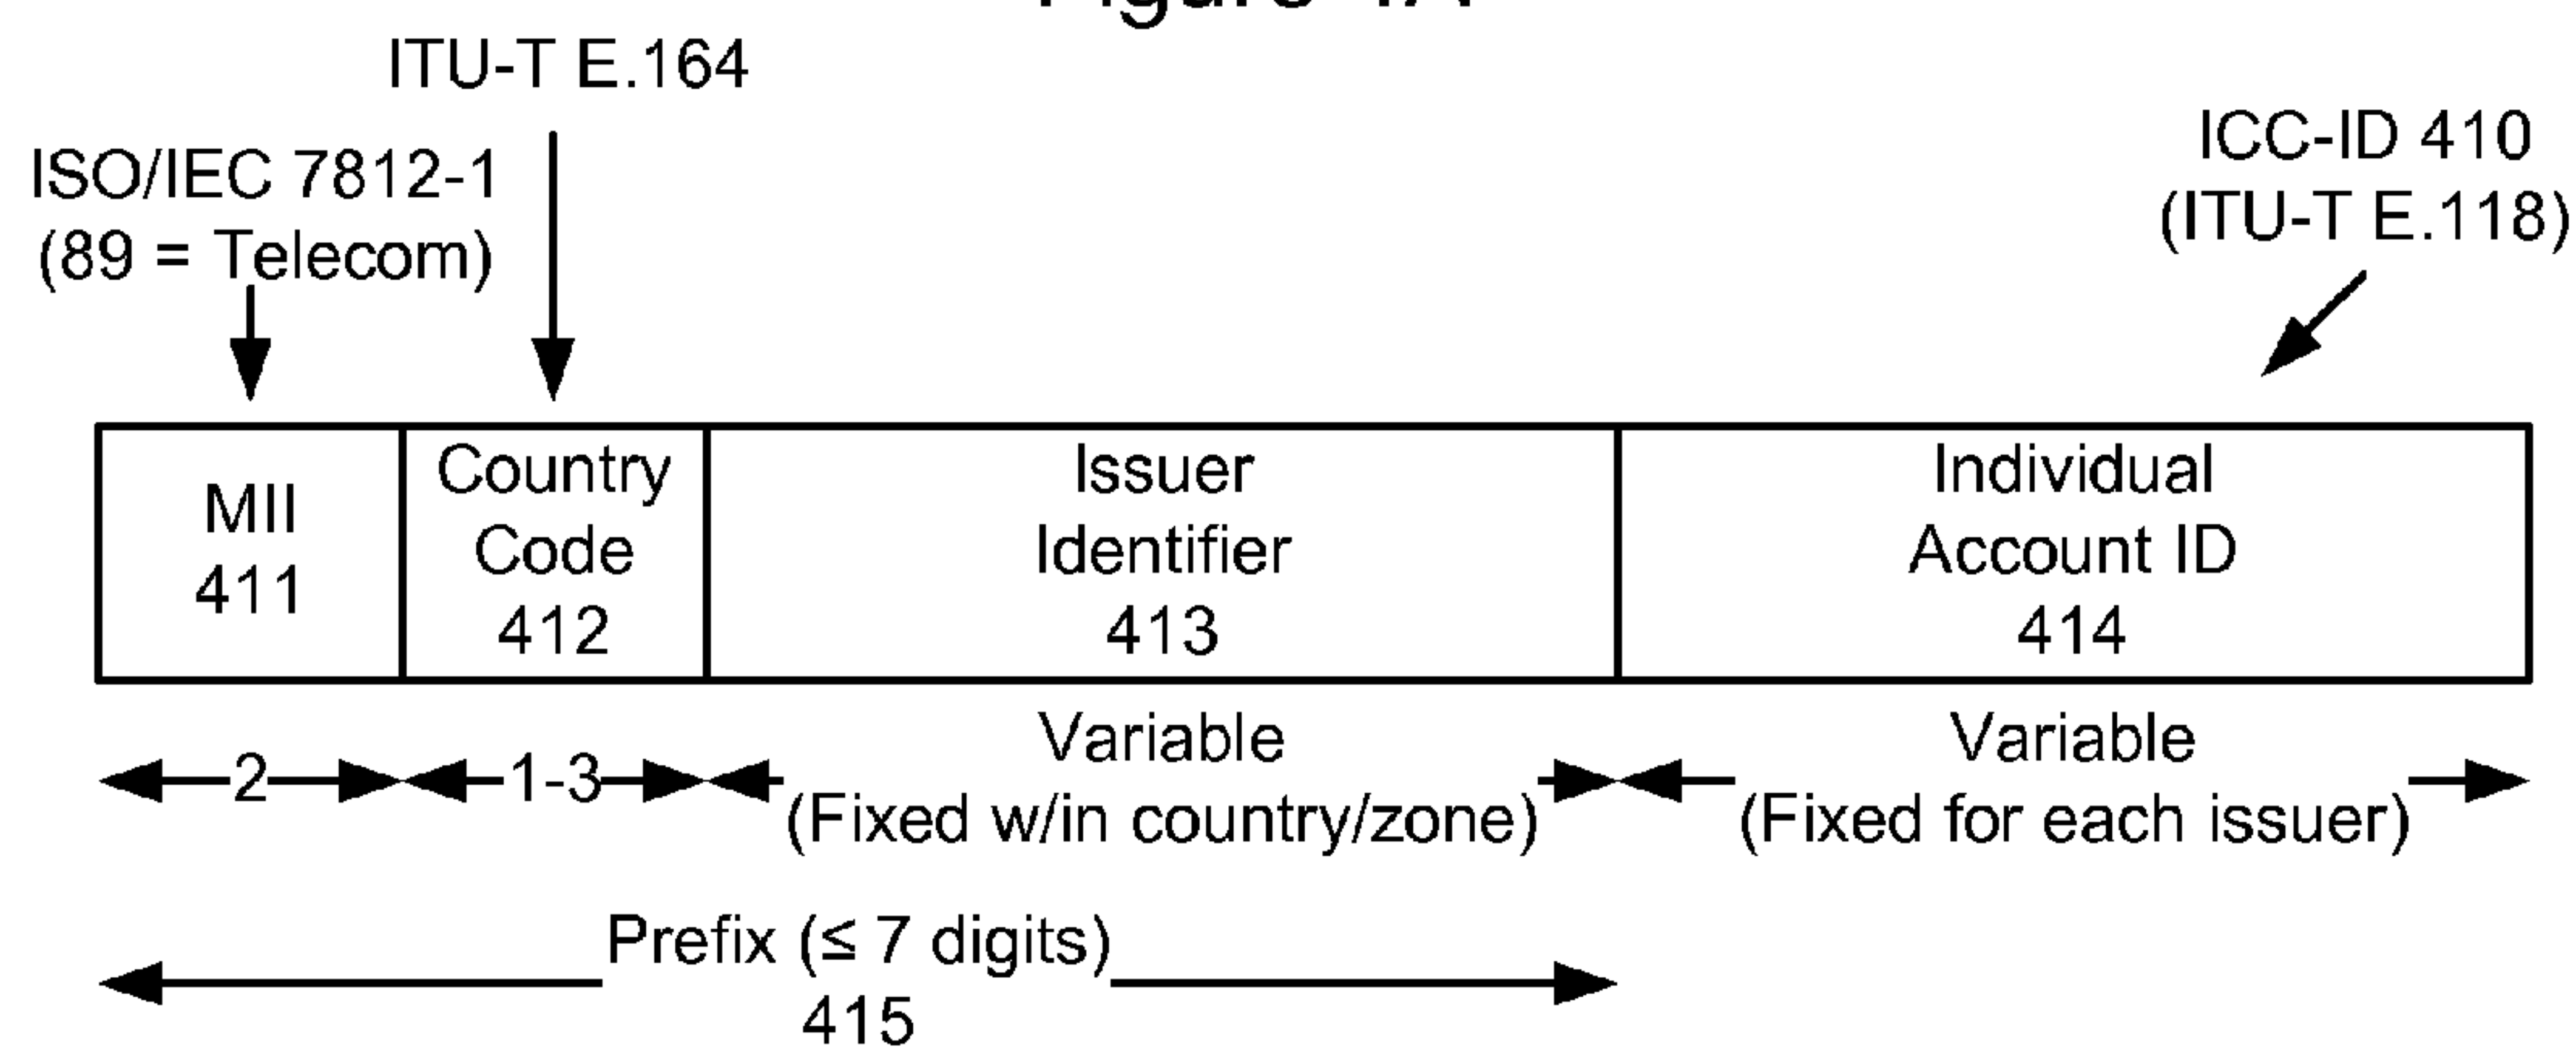 ITU-T E.164
ISO/IEC 7812-1
(89 = Telecom)
ICC-ID 410
(ITU-T E.118)
MII
411
Country
Code
412
Issuer
Identifier
413
Individual
Account ID
414
2
1-3
Variable
(Fixed w/in country/zone)
Variable
(Fixed for each issuer)
Prefix (≤ 7 digits)
415